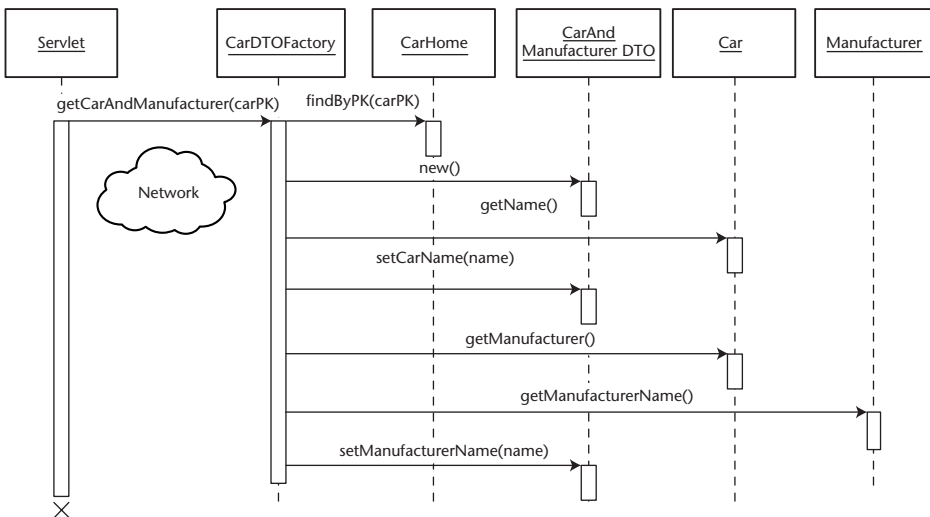 Servlet
CarDTOFactory
CarHome
CarAnd
Manufacturer DTO
Car
Manufacturer
getCarAndManufacturer(carPK)
findByPK(carPK)
new()
Network
getName()
setCarName(name)
getManufacturer()
getManufacturerName()
setManufacturerName(name)